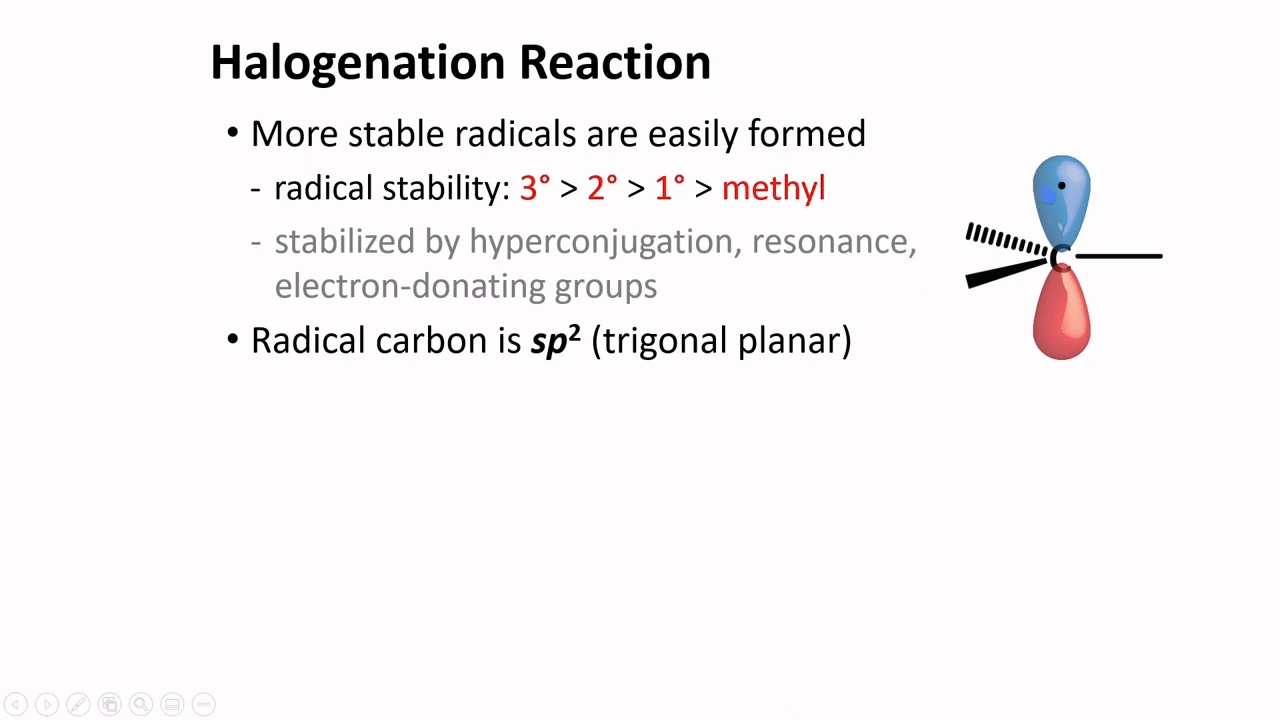 Halogenation Reaction
• More stable radicals are easily formed
- radical stability: 3° > 2° > 1° > methyl
- stabilized by hyperconjugation, resonance,
electron-donating groups
• Radical carbon is sp² (trigonal planar)
C